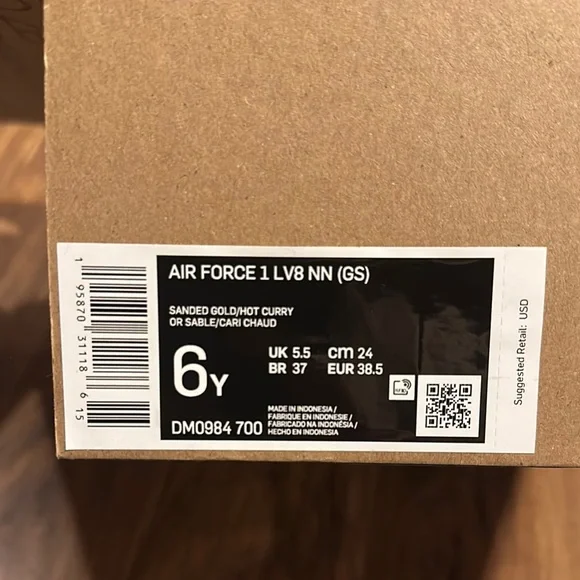 AIR FORCE 1 LV8 NN (GS)
SANDED GOLD/HOT CURRY
OR SABLE/CARI CHAUD
6Y
UK 5.5 cm 24
BR 37 EUR 38.5
DM0984 700
MADE IN INDONESIA/
FABRIQUE EN INDONESIE/
FABRICADO NA INDONÉSIA/
HECHO EN INDONESIA
1 95870 31118 6 15
Suggested Retail: USD